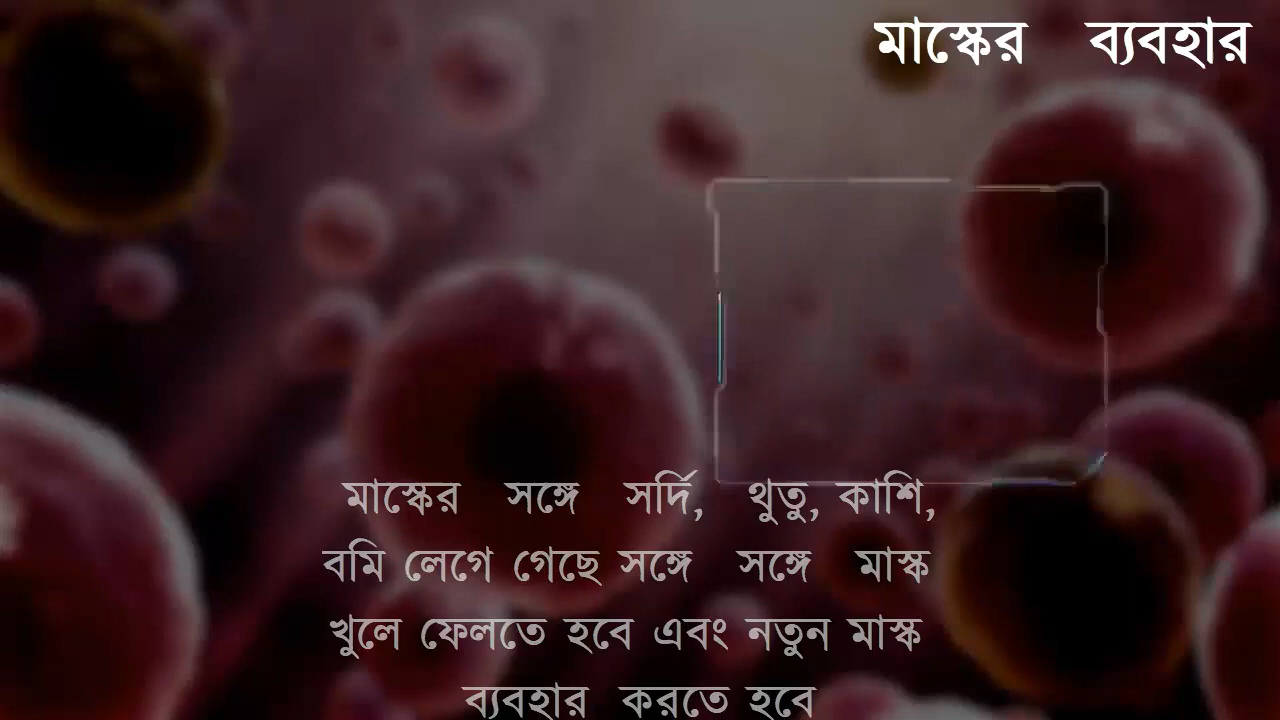 মাস্কের ব্যবহার
মাস্কের সঙ্গে সর্দি, থুতু, কাশি,
বমি লেগে গেছে সঙ্গে সঙ্গে মাস্ক
খুলে ফেলতে হবে এবং নতুন মাস্ক
ব্যবহার করতে হবে